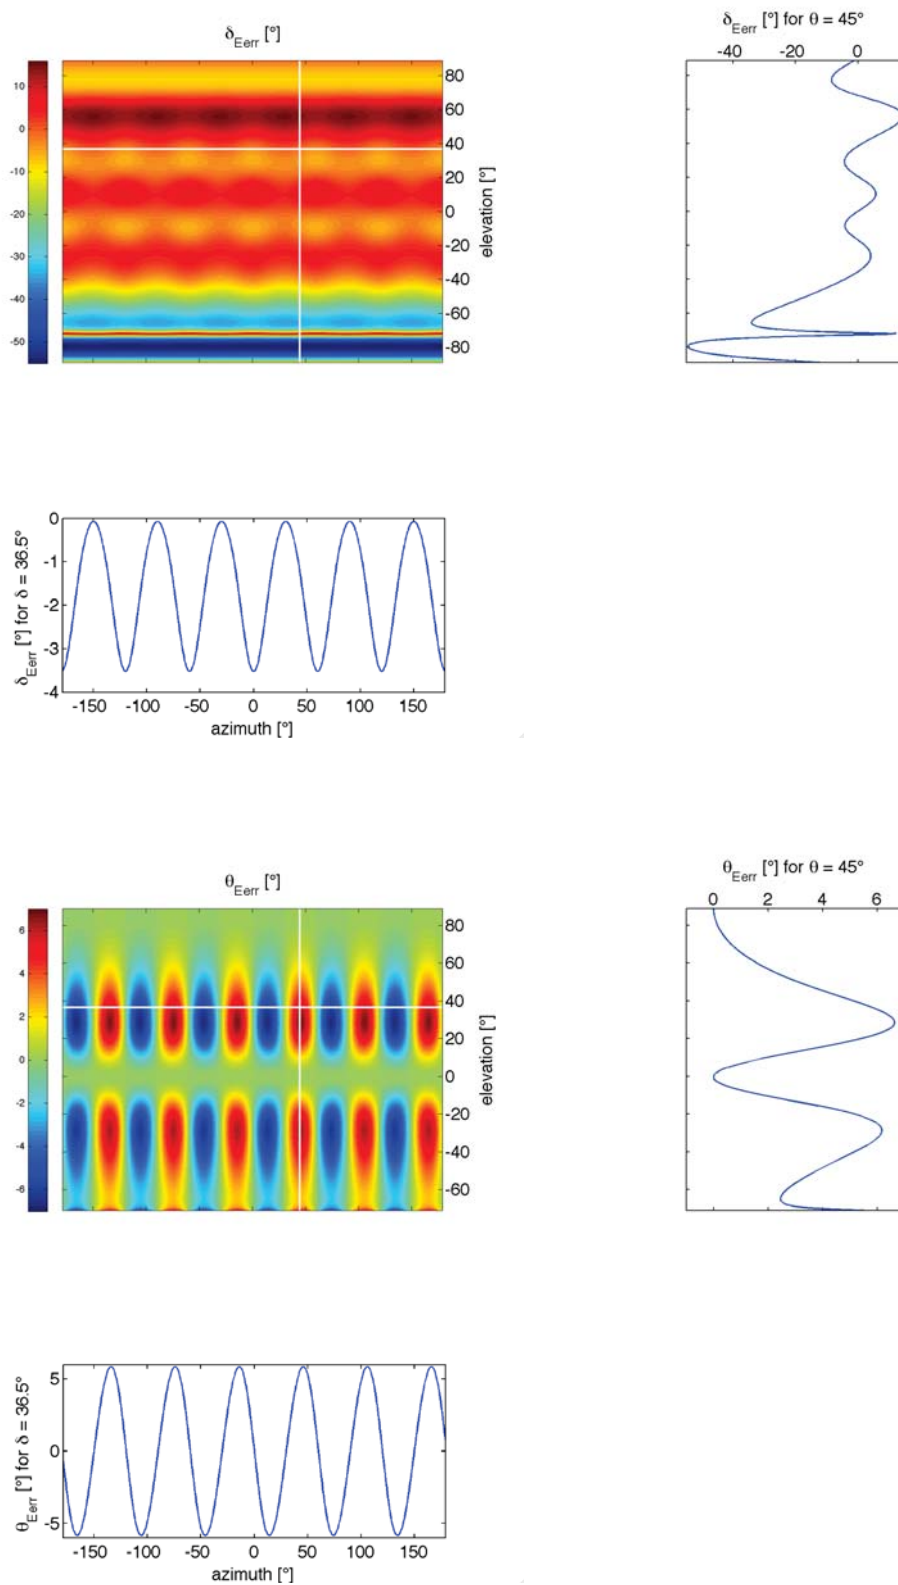 δEerr [°]
δEerr [°] for θ = 45°
-40 -20 0
10
0
-10
-20
-30
-40
-50
80
60
40
20
0
-20
-40
-60
-80
elevation [°]
δEerr [°] for δ = 36.5°
0
-1
-2
-3
-4
-150 -100 -50 0 50 100 150
azimuth [°]
θEerr [°]
θEerr [°] for θ = 45°
0 2 4 6
6
4
2
0
-2
-4
-6
80
60
40
20
0
-20
-40
-60
elevation [°]
θEerr [°] for δ = 36.5°
5
0
-5
-150 -100 -50 0 50 100 150
azimuth [°]